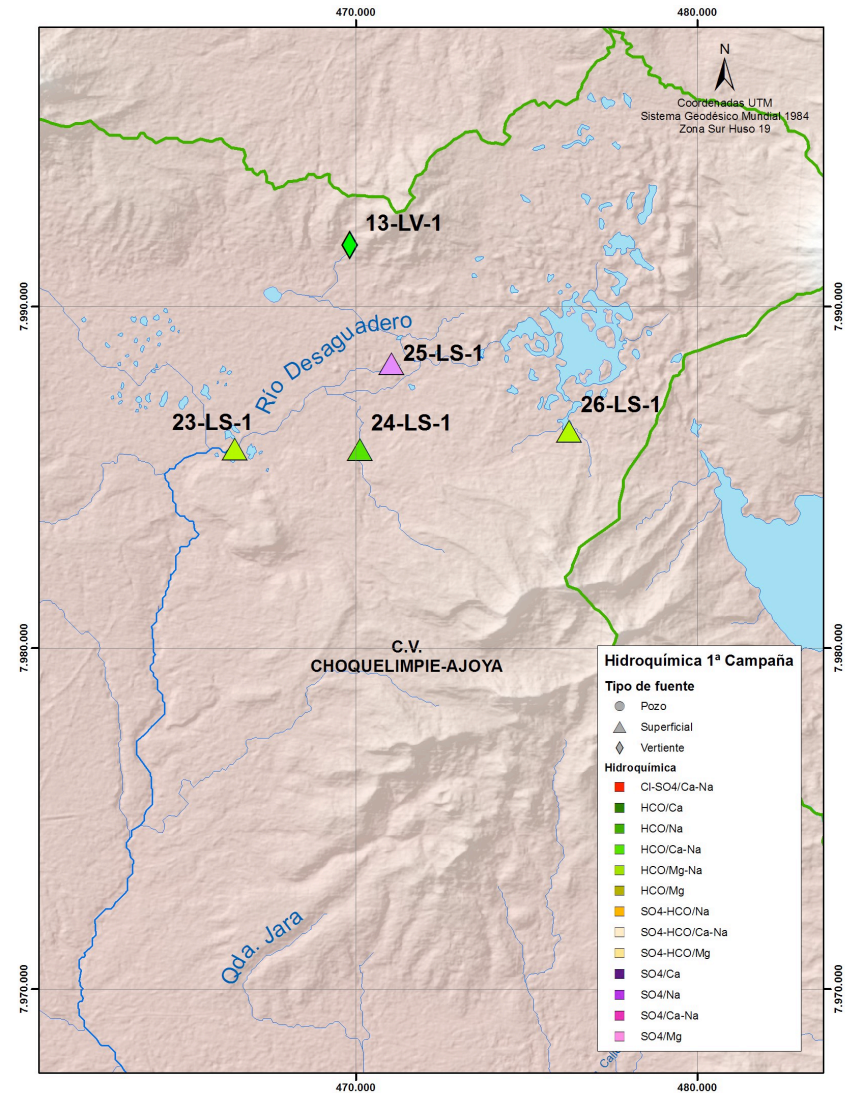 470.000
480.000
N
Coordenadas UTM
Sistema Geodésico Mundial 1984
Zona Sur Huso 19
13-LV-1
7.990.000
7.990.000
Río Desaguadero
25-LS-1
23-LS-1
24-LS-1
26-LS-1
7.980.000
7.980.000
C.V.
CHOQUELIMPIE-AJOYA
Hidroquímica 1ª Campaña
Tipo de fuente
Pozo
Superficial
Vertiente
Hidroquímica
Cl-SO4/Ca-Na
HCO/Ca
HCO/Na
HCO/Ca-Na
HCO/Mg-Na
HCO/Mg
SO4-HCO/Na
SO4-HCO/Ca-Na
SO4-HCO/Mg
SO4/Ca
SO4/Na
SO4/Ca-Na
SO4/Mg
Qda. Jara
7.970.000
7.970.000
470.000
480.000